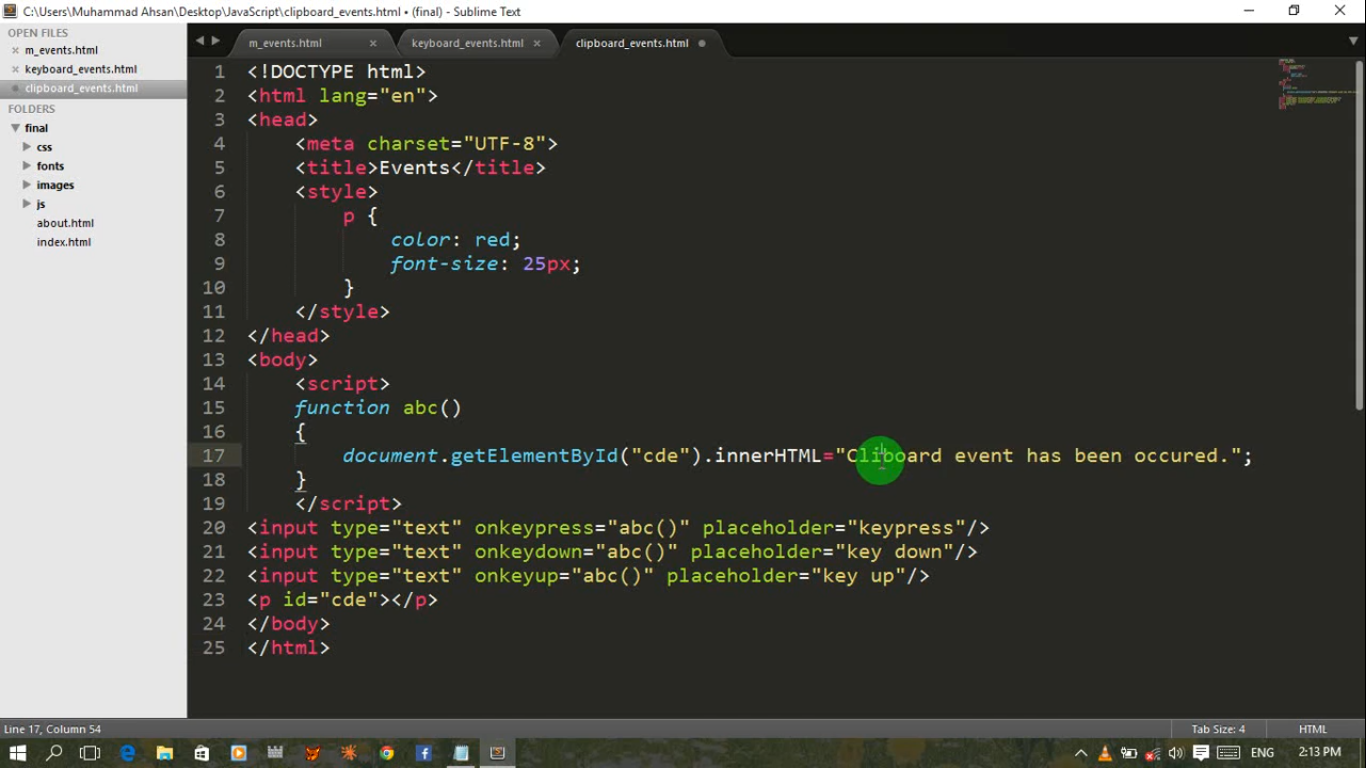 C:\Users\Muhammad Ahsan\Desktop\JavaScript\clipboard_events.html • (final) - Sublime Text
OPEN FILES
m_events.html
keyboard_events.html
clipboard_events.html
FOLDERS
final
css
fonts
images
js
about.html
index.html
m_events.html
keyboard_events.html
clipboard_events.html
1 <!DOCTYPE html>
2 <html lang="en">
3 <head>
4 <meta charset="UTF-8">
5 <title>Events</title>
6 <style>
7 p {
8 color: red;
9 font-size: 25px;
10 }
11 </style>
12 </head>
13 <body>
14 <script>
15 function abc()
16 {
17 document.getElementById("cde").innerHTML="Cliboard event has been occured.";
18 }
19 </script>
20 <input type="text" onkeypress="abc()" placeholder="keypress"/>
21 <input type="text" onkeydown="abc()" placeholder="key down"/>
22 <input type="text" onkeyup="abc()" placeholder="key up"/>
23 <p id="cde"></p>
24 </body>
25 </html>
Line 17, Column 54
Tab Size: 4
HTML
ENG
2:13 PM